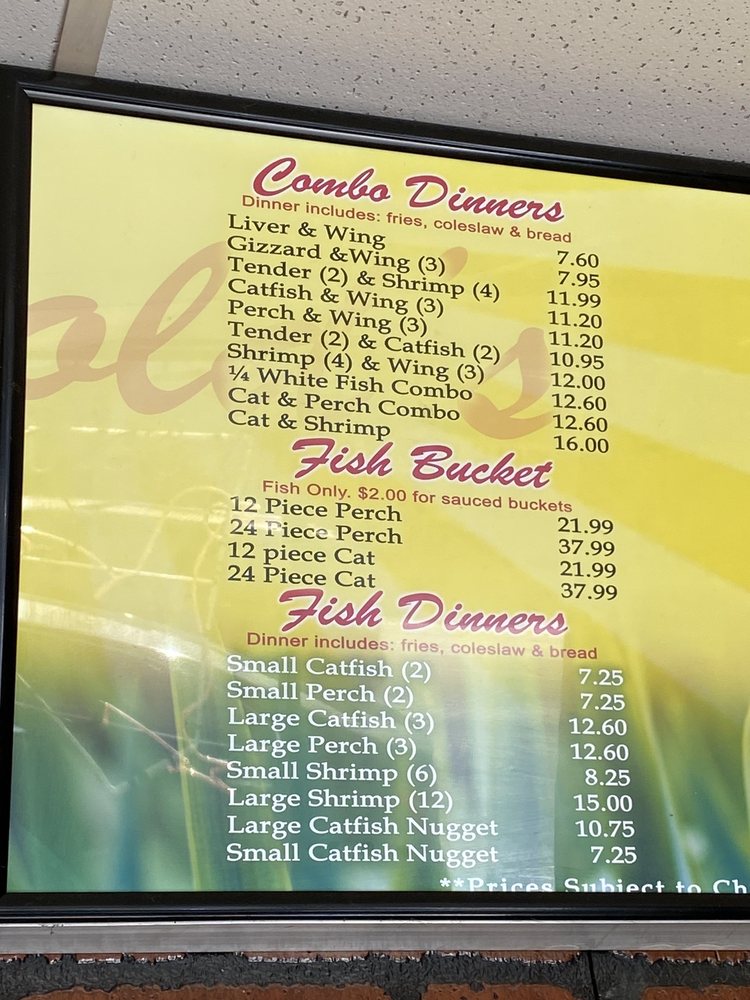 Combo Dinners
Dinner includes: fries, coleslaw & bread
Liver & Wing 7.60
Gizzard &Wing (3) 7.95
Tender (2) & Shrimp (4) 11.99
Catfish & Wing (3) 11.20
Perch & Wing (3) 11.20
Tender (2) & Catfish (2) 10.95
Shrimp (4) & Wing (3) 12.00
¼ White Fish Combo 12.60
Cat & Perch Combo 12.60
Cat & Shrimp 16.00
Fish Bucket
Fish Only. $2.00 for sauced buckets
12 Piece Perch 21.99
24 Piece Perch 37.99
12 piece Cat 21.99
24 Piece Cat 37.99
Fish Dinners
Dinner includes: fries, coleslaw & bread
Small Catfish (2) 7.25
Small Perch (2) 7.25
Large Catfish (3) 12.60
Large Perch (3) 12.60
Small Shrimp (6) 8.25
Large Shrimp (12) 15.00
Large Catfish Nugget 10.75
Small Catfish Nugget 7.25
**Prices Subject to Ch